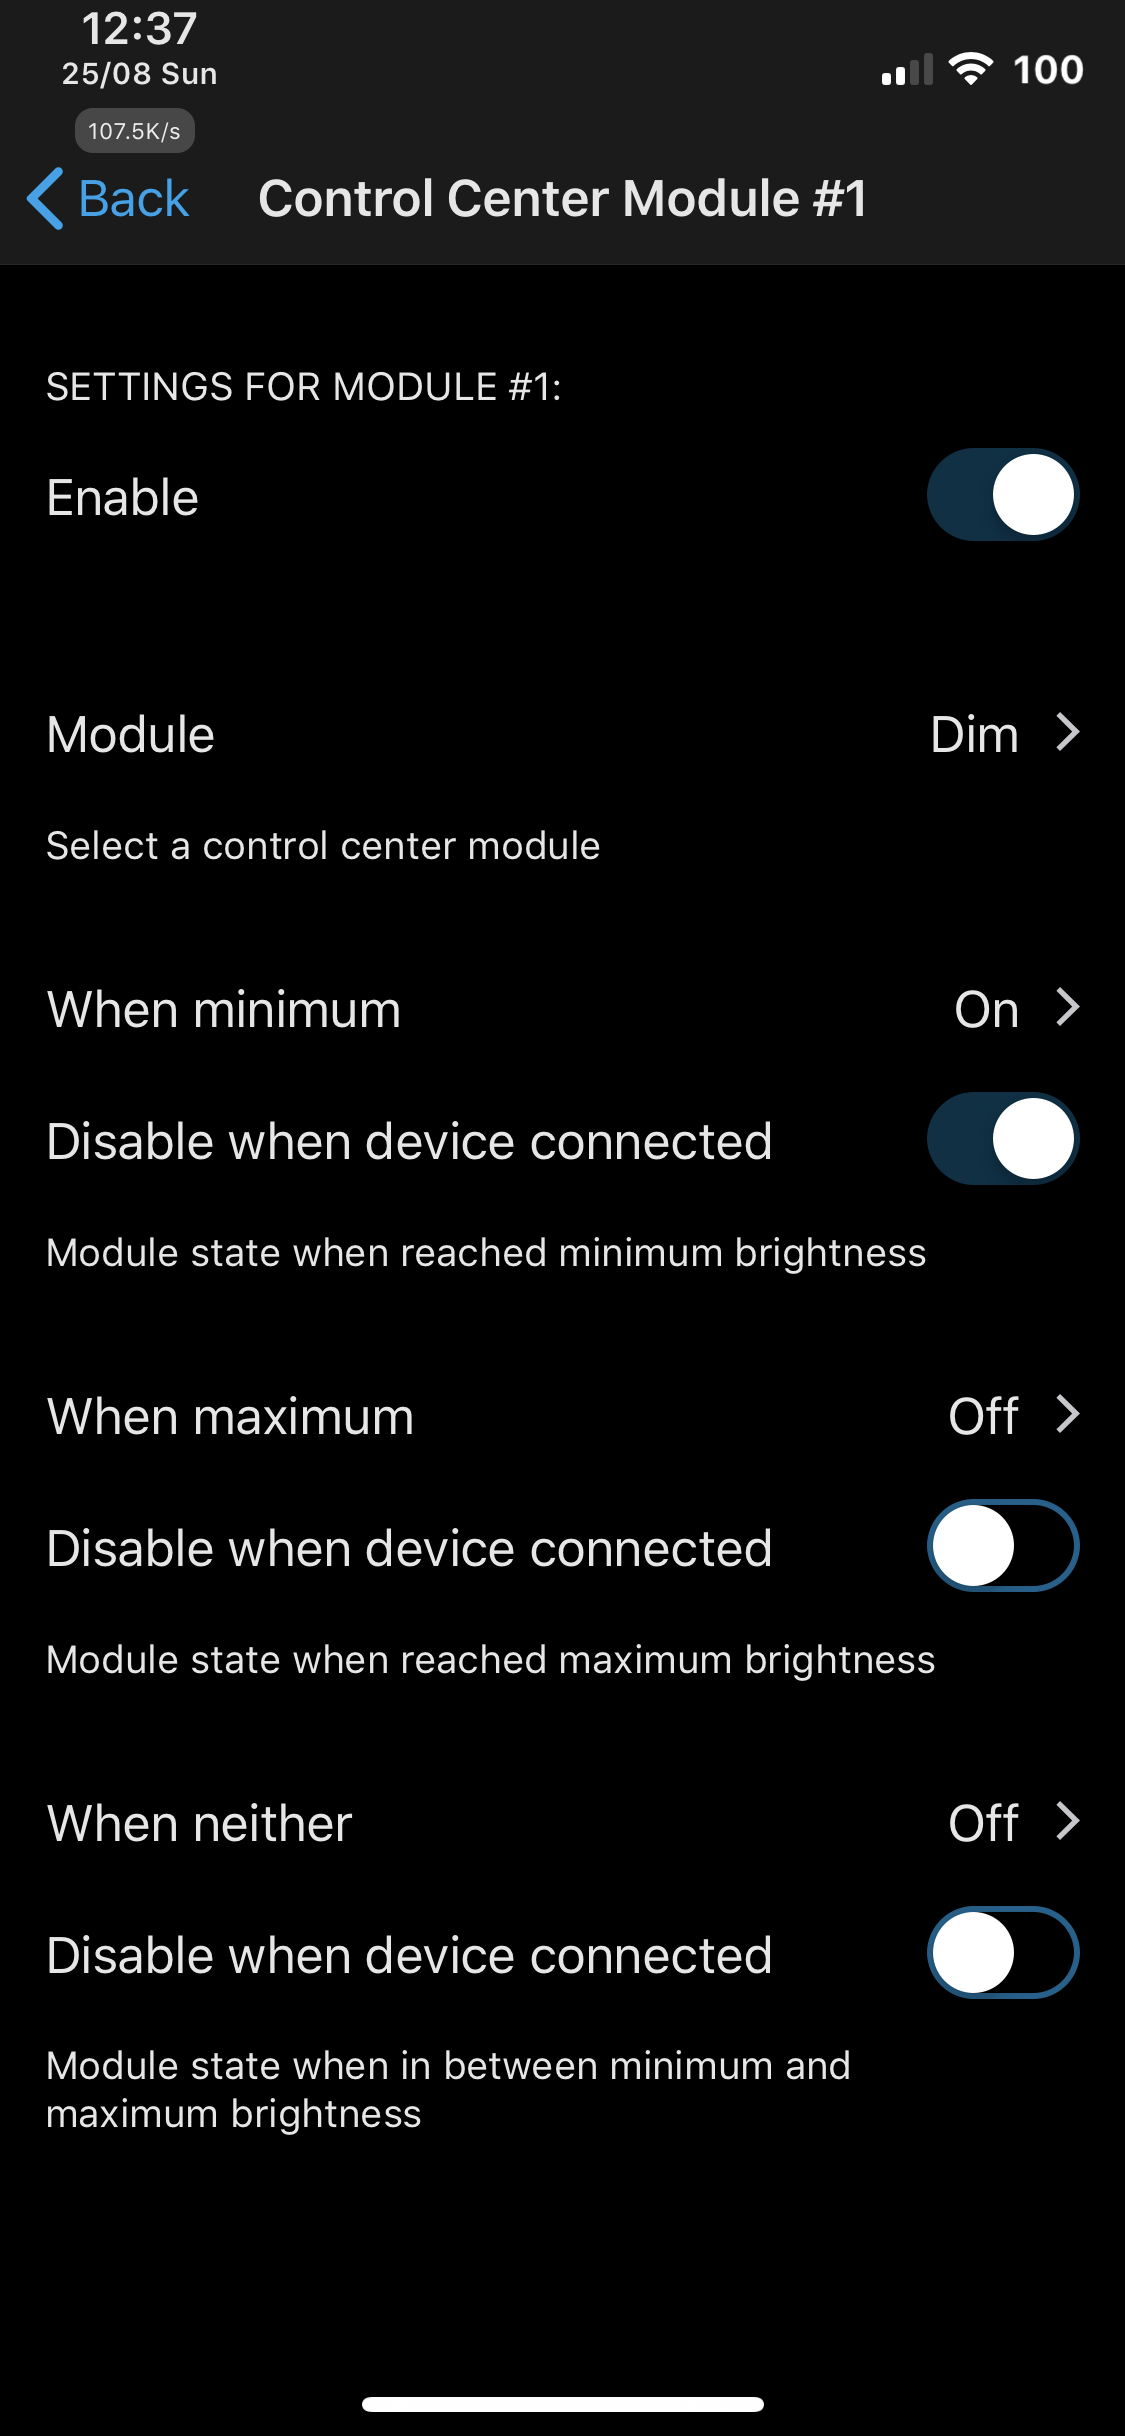 12:37
25/08 Sun
100
107.5K/s
Back
Control Center Module #1
SETTINGS FOR MODULE #1:
Enable
Module
Dim
Select a control center module
When minimum
On
Disable when device connected
Module state when reached minimum brightness
When maximum
Off
Disable when device connected
Module state when reached maximum brightness
When neither
Off
Disable when device connected
Module state when in between minimum and
maximum brightness